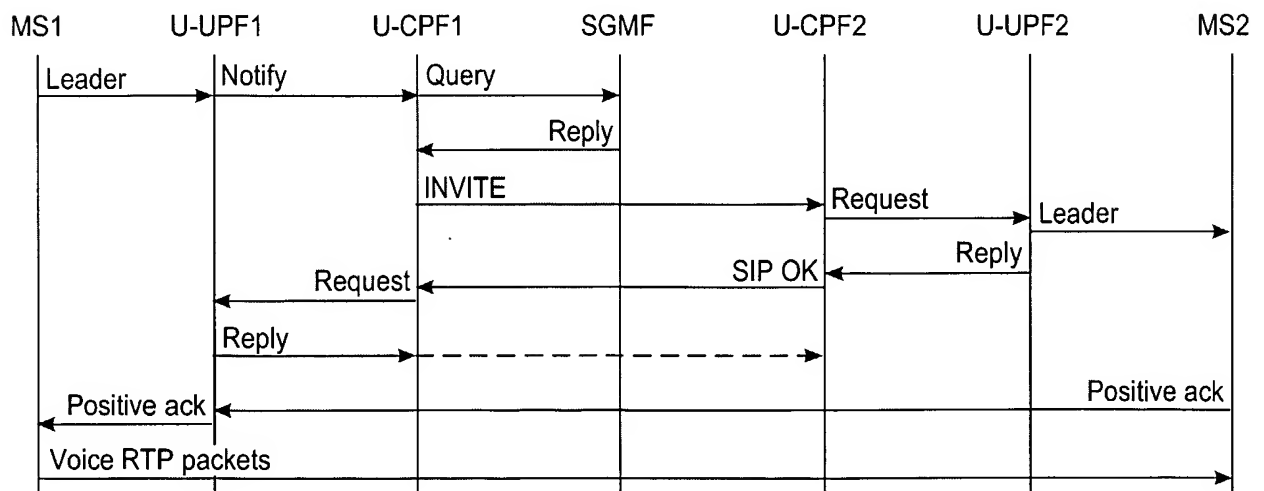 MS1 U-UPF1 U-CPF1 SGMF U-CPF2 U-UPF2 MS2
Leader Notify Query
Reply
INVITE Request
Leader
Reply
SIP OK
Request
Reply
Positive ack
Positive ack
Voice RTP packets